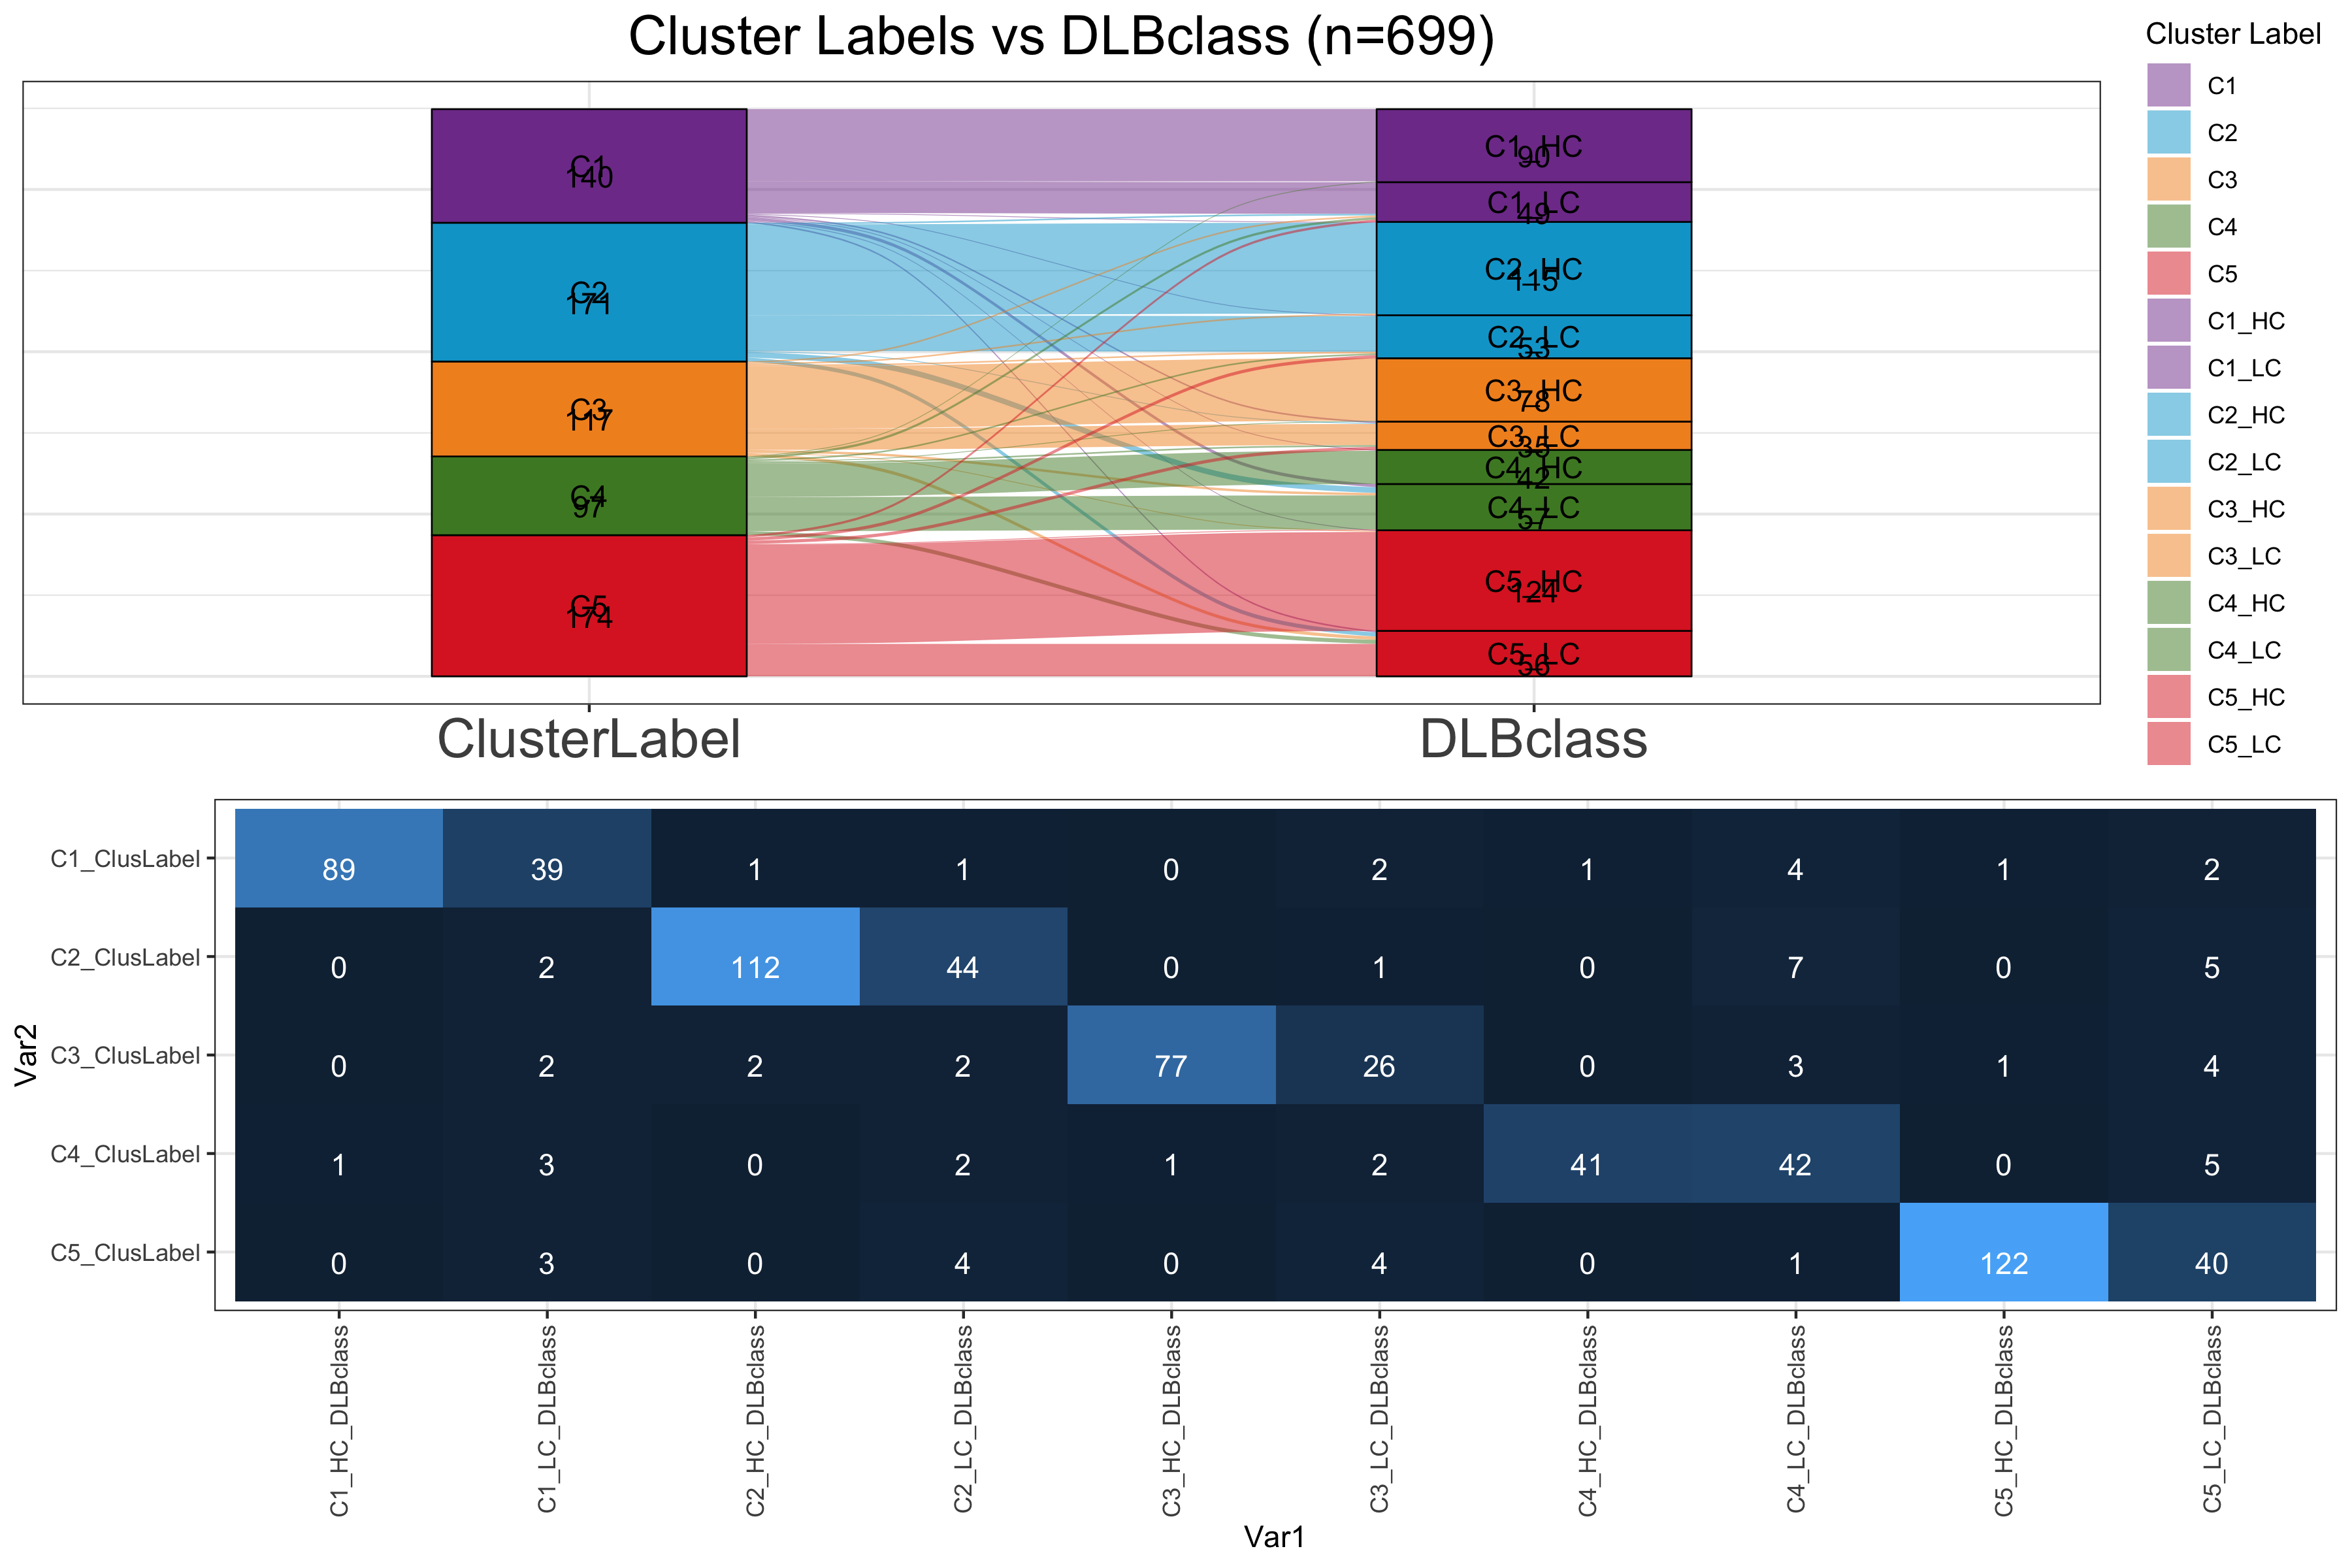 Cluster Labels vs DLBclass (n=699)
Cluster Label
C1
C2
C3
C4
C5
C1_HC
C1_LC
C2_HC
C2_LC
C3_HC
C3_LC
C4_HC
C4_LC
C5_HC
C5_LC
C1
140
C2
171
C3
117
C4
97
C5
174
C1_HC
90
C1_LC
49
C2_HC
115
C2_LC
53
C3_HC
78
C3_LC
35
C4_HC
42
C4_LC
57
C5_HC
124
C5_LC
56
ClusterLabel
DLBclass
Var2
C1_ClusLabel 89 39 1 1 0 2 1 4 1 2
C2_ClusLabel 0 2 112 44 0 1 0 7 0 5
C3_ClusLabel 0 2 2 2 77 26 0 3 1 4
C4_ClusLabel 1 3 0 2 1 2 41 42 0 5
C5_ClusLabel 0 3 0 4 0 4 0 1 122 40
C1_HC_DLBclass
C1_LC_DLBclass
C2_HC_DLBclass
C2_LC_DLBclass
C3_HC_DLBclass
C3_LC_DLBclass
C4_HC_DLBclass
C4_LC_DLBclass
C5_HC_DLBclass
C5_LC_DLBclass
Var1